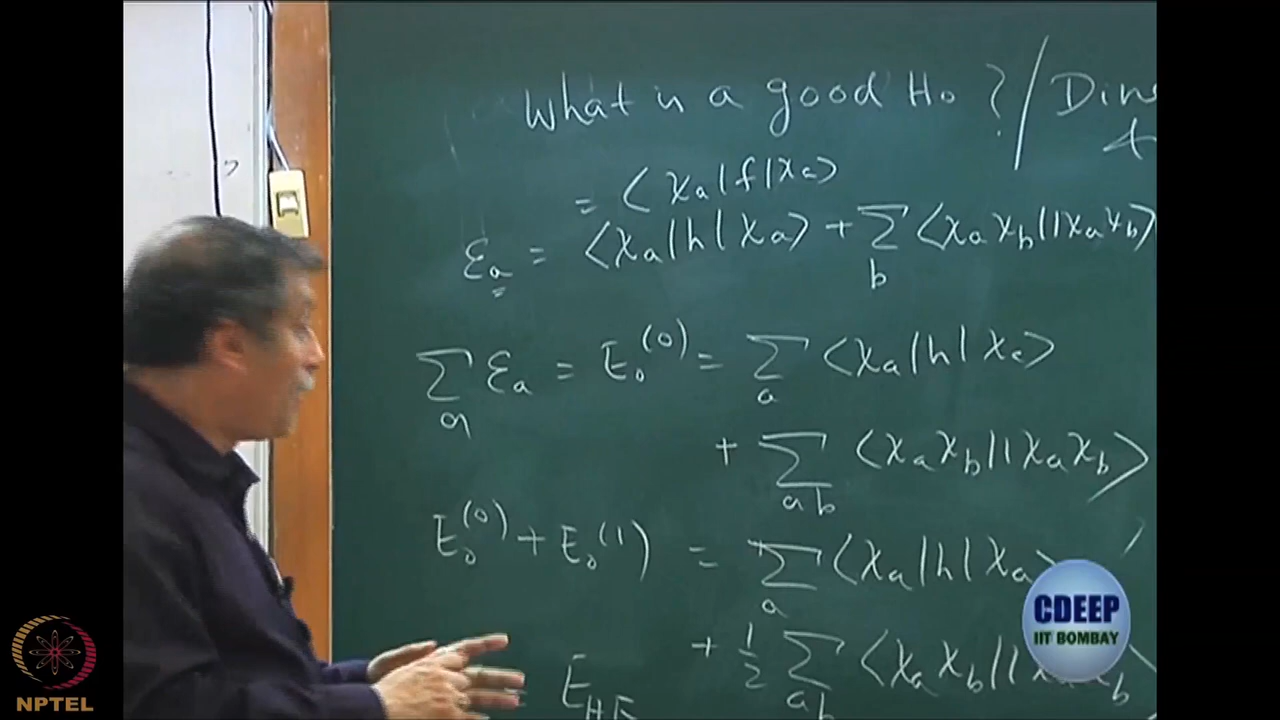 What is a good H₀ ? /
= ⟨χₐ|f|χₐ⟩
εₐ = ⟨χₐ|h|χₐ⟩ + Σ_b ⟨χₐχ_b||χₐχ_b⟩
Σₐ εₐ = E₀⁽⁰⁾ = Σₐ ⟨χₐ|h|χₐ⟩
+ Σ_ab ⟨χₐχ_b||χₐχ_b⟩
E₀⁽⁰⁾ + E₀⁽¹⁾ = Σₐ ⟨χₐ|h|χₐ⟩
+ ½ Σ_ab ⟨χₐχ_b||χₐχ_b⟩
= E_HF
CDEEP
IIT BOMBAY
NPTEL